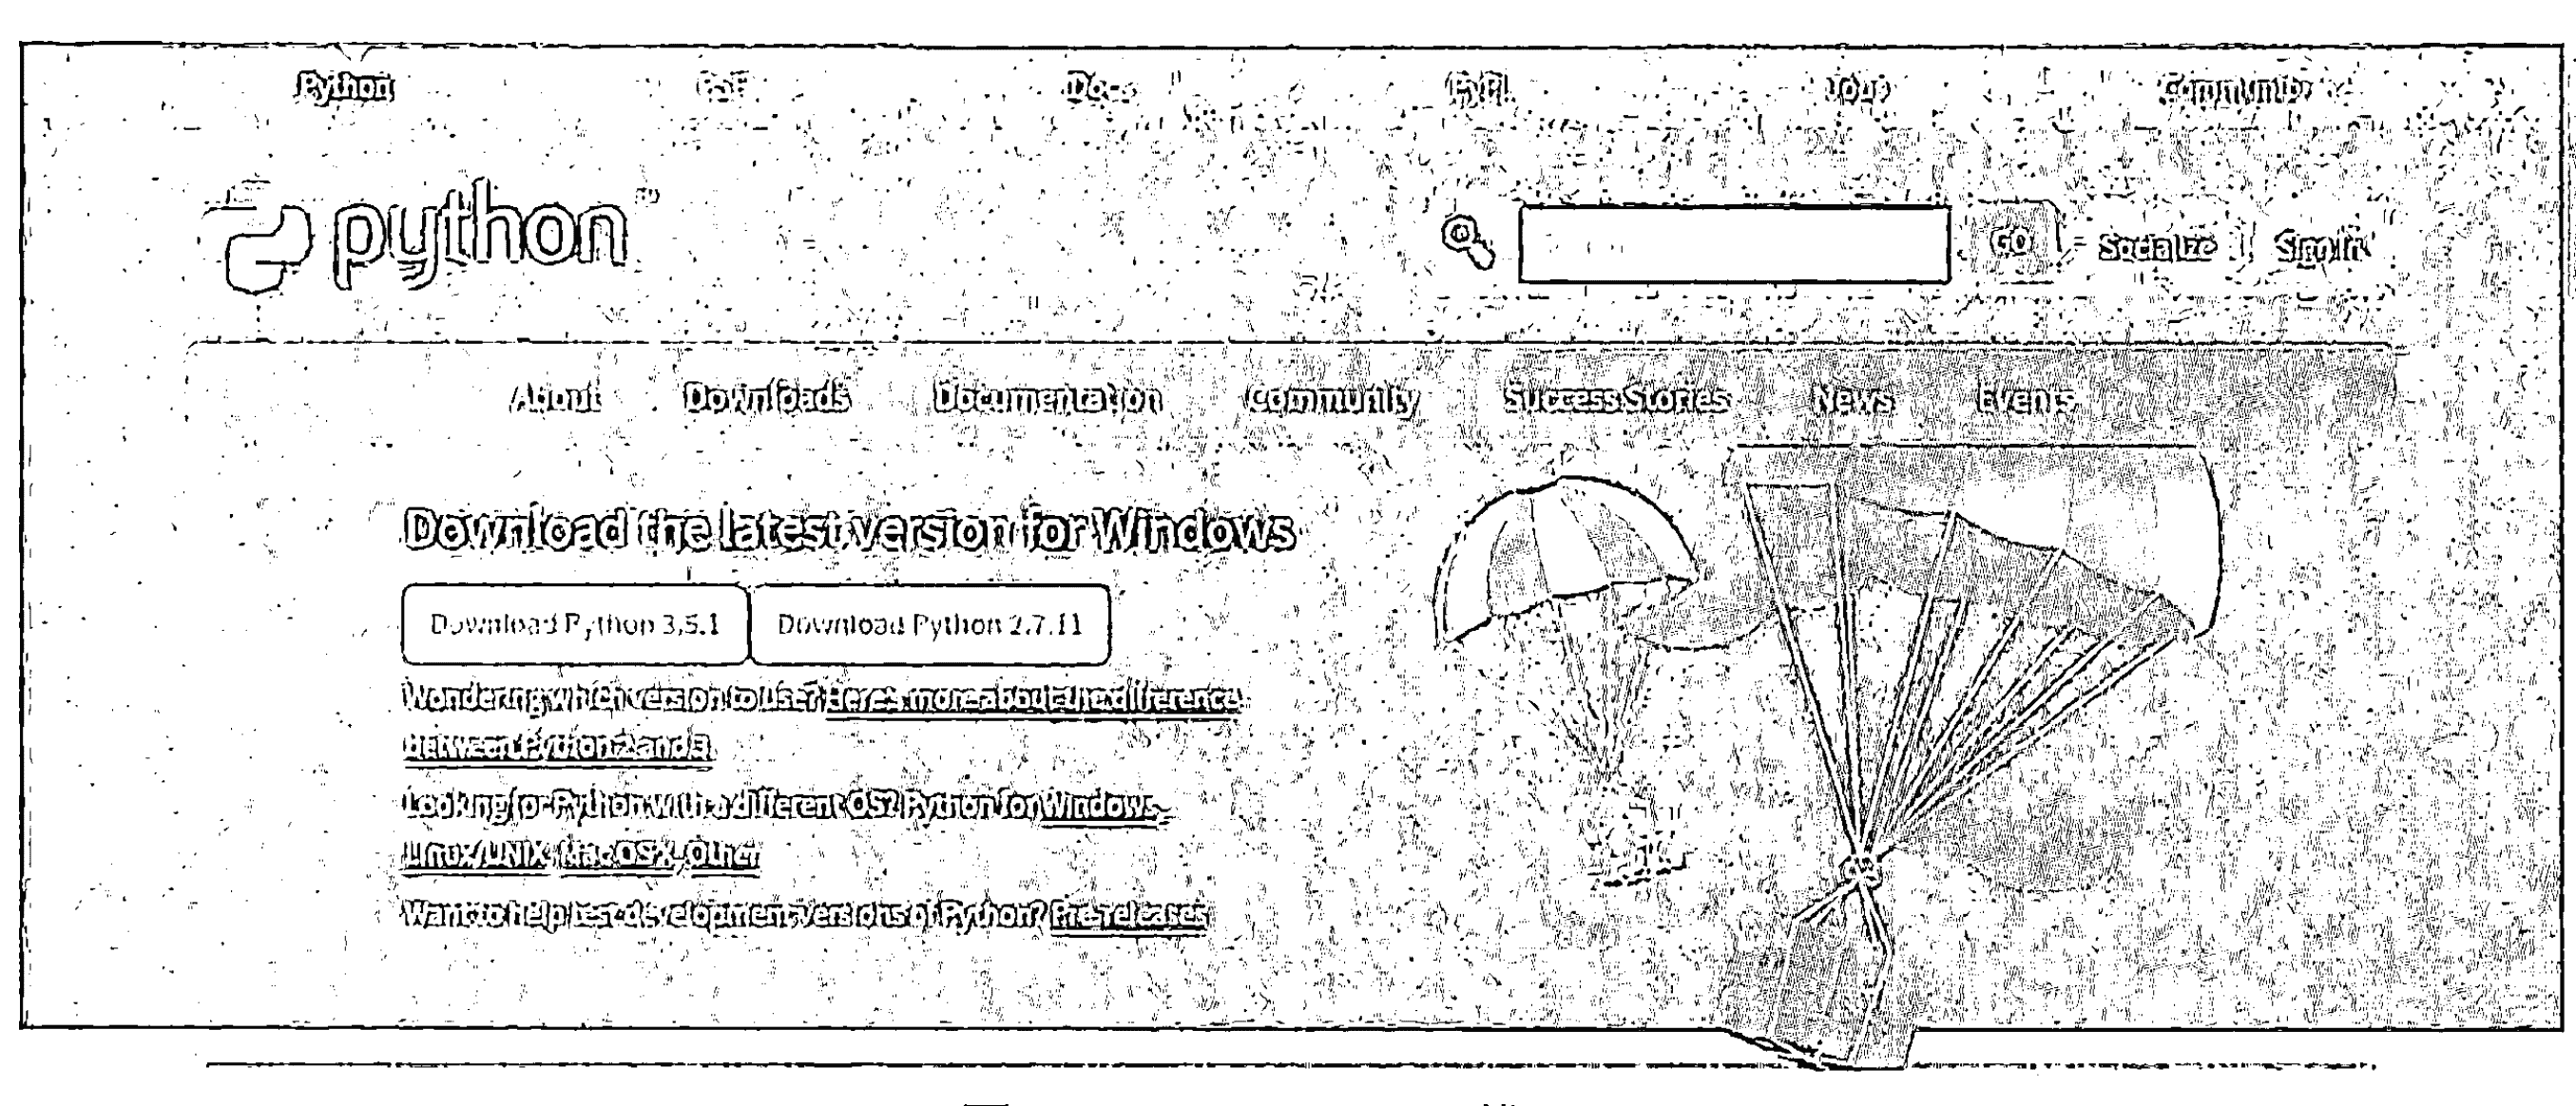 Python PSF Docs PyPI Jobs Community
python
GO Socialize Sign In
About Downloads Documentation Community Success Stories News Events
Download the latest version for Windows
Download Python 3.5.1 Download Python 2.7.11
Wondering which version to use? Here's more about the difference
between Python 2 and 3.
Looking for Python with a different OS? Python for Windows,
Linux/UNIX, Mac OS X, Other
Want to help test development versions of Python? Pre-releases